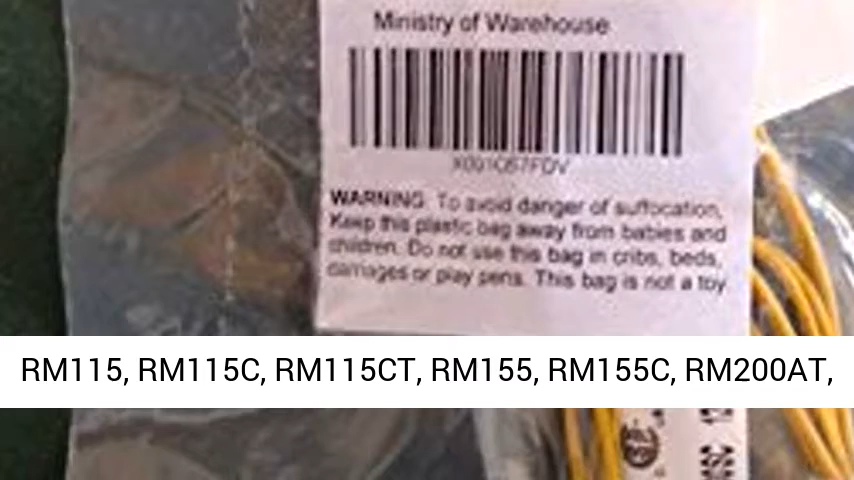 Ministry of Warehouse
WARNING: To avoid danger of suffocation,
Keep this plastic bag away from babies and
children. Do not use this bag in cribs, beds,
carriages or play pens. This bag is not a toy.
RM115, RM115C, RM115CT, RM155, RM155C, RM200AT,